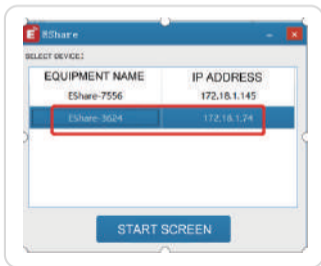 EShare
SELECT DEVICE:
EQUIPMENT NAME IP ADDRESS
EShare-7556 172.18.1.145
EShare-3624 172.18.1.74
START SCREEN